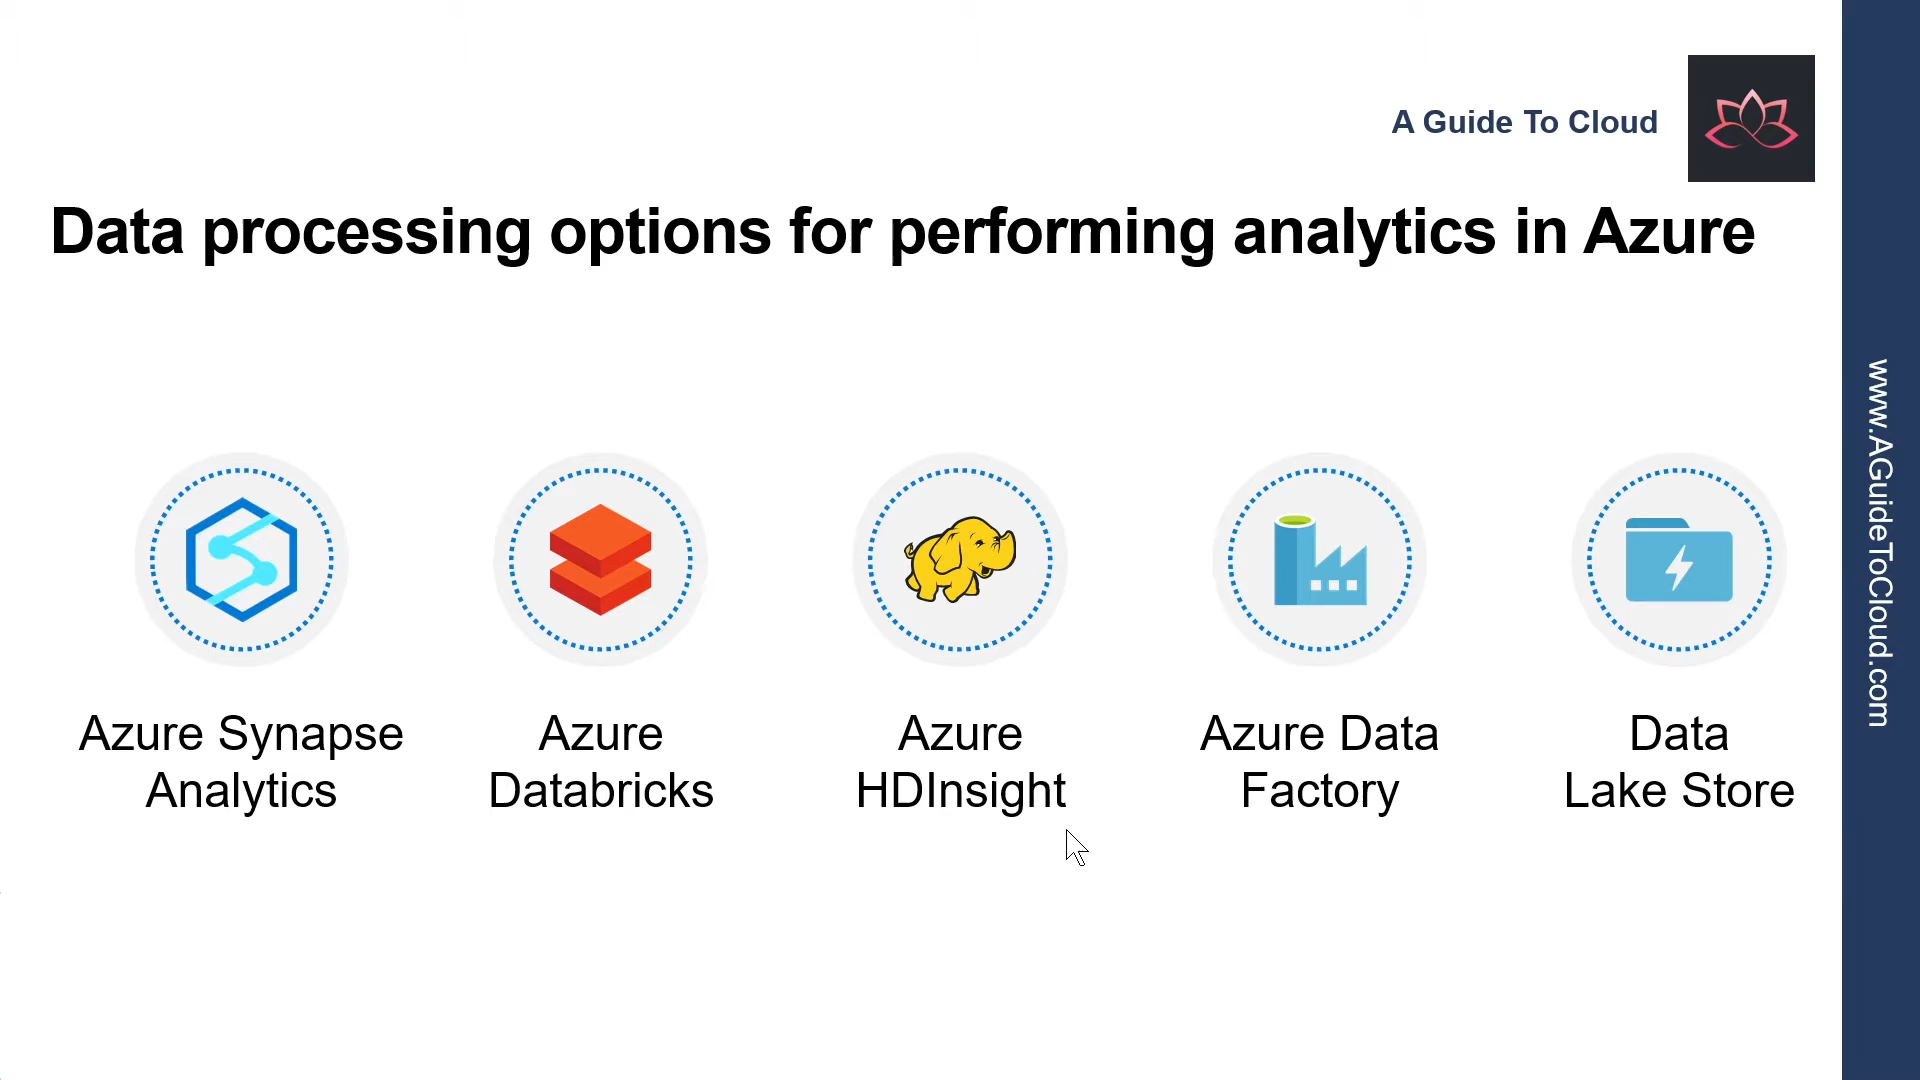 A Guide To Cloud
Data processing options for performing analytics in Azure
Azure Synapse
Analytics
Azure
Databricks
Azure
HDInsight
Azure Data
Factory
Data
Lake Store
www.AGuideToCloud.com